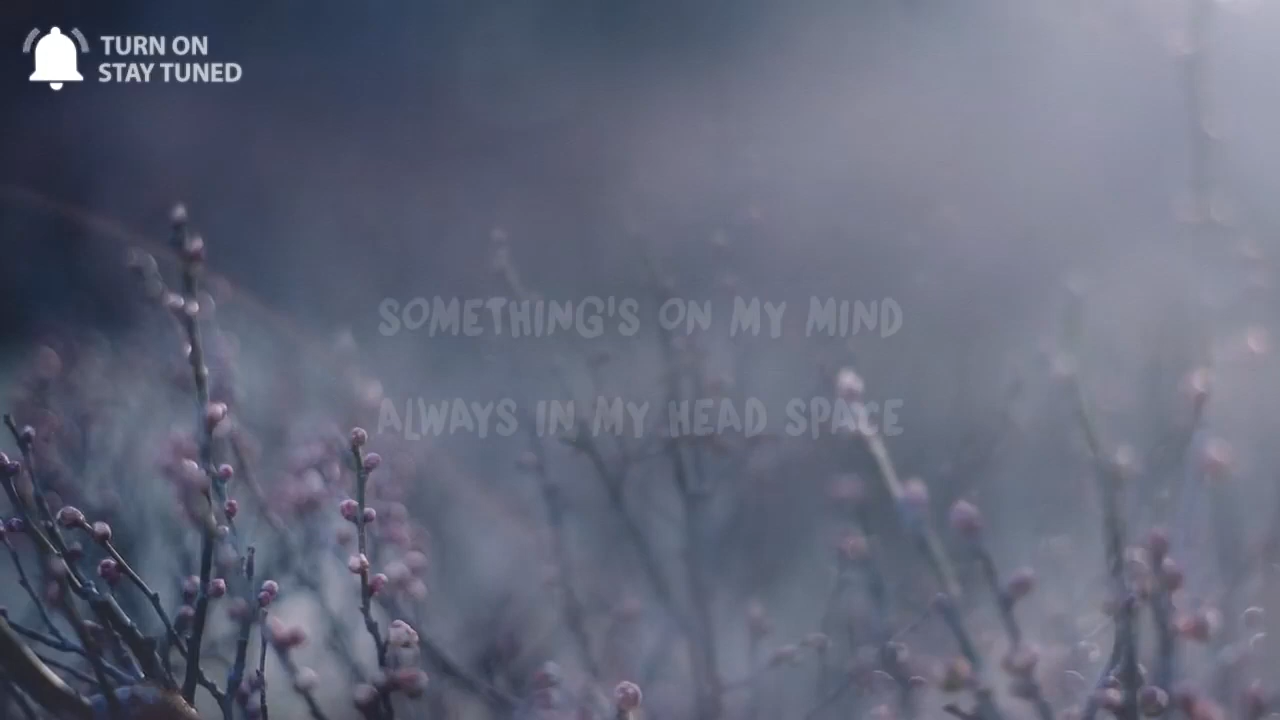 TURN ON
STAY TUNED
SOMETHING'S ON MY MIND
ALWAYS IN MY HEAD SPACE